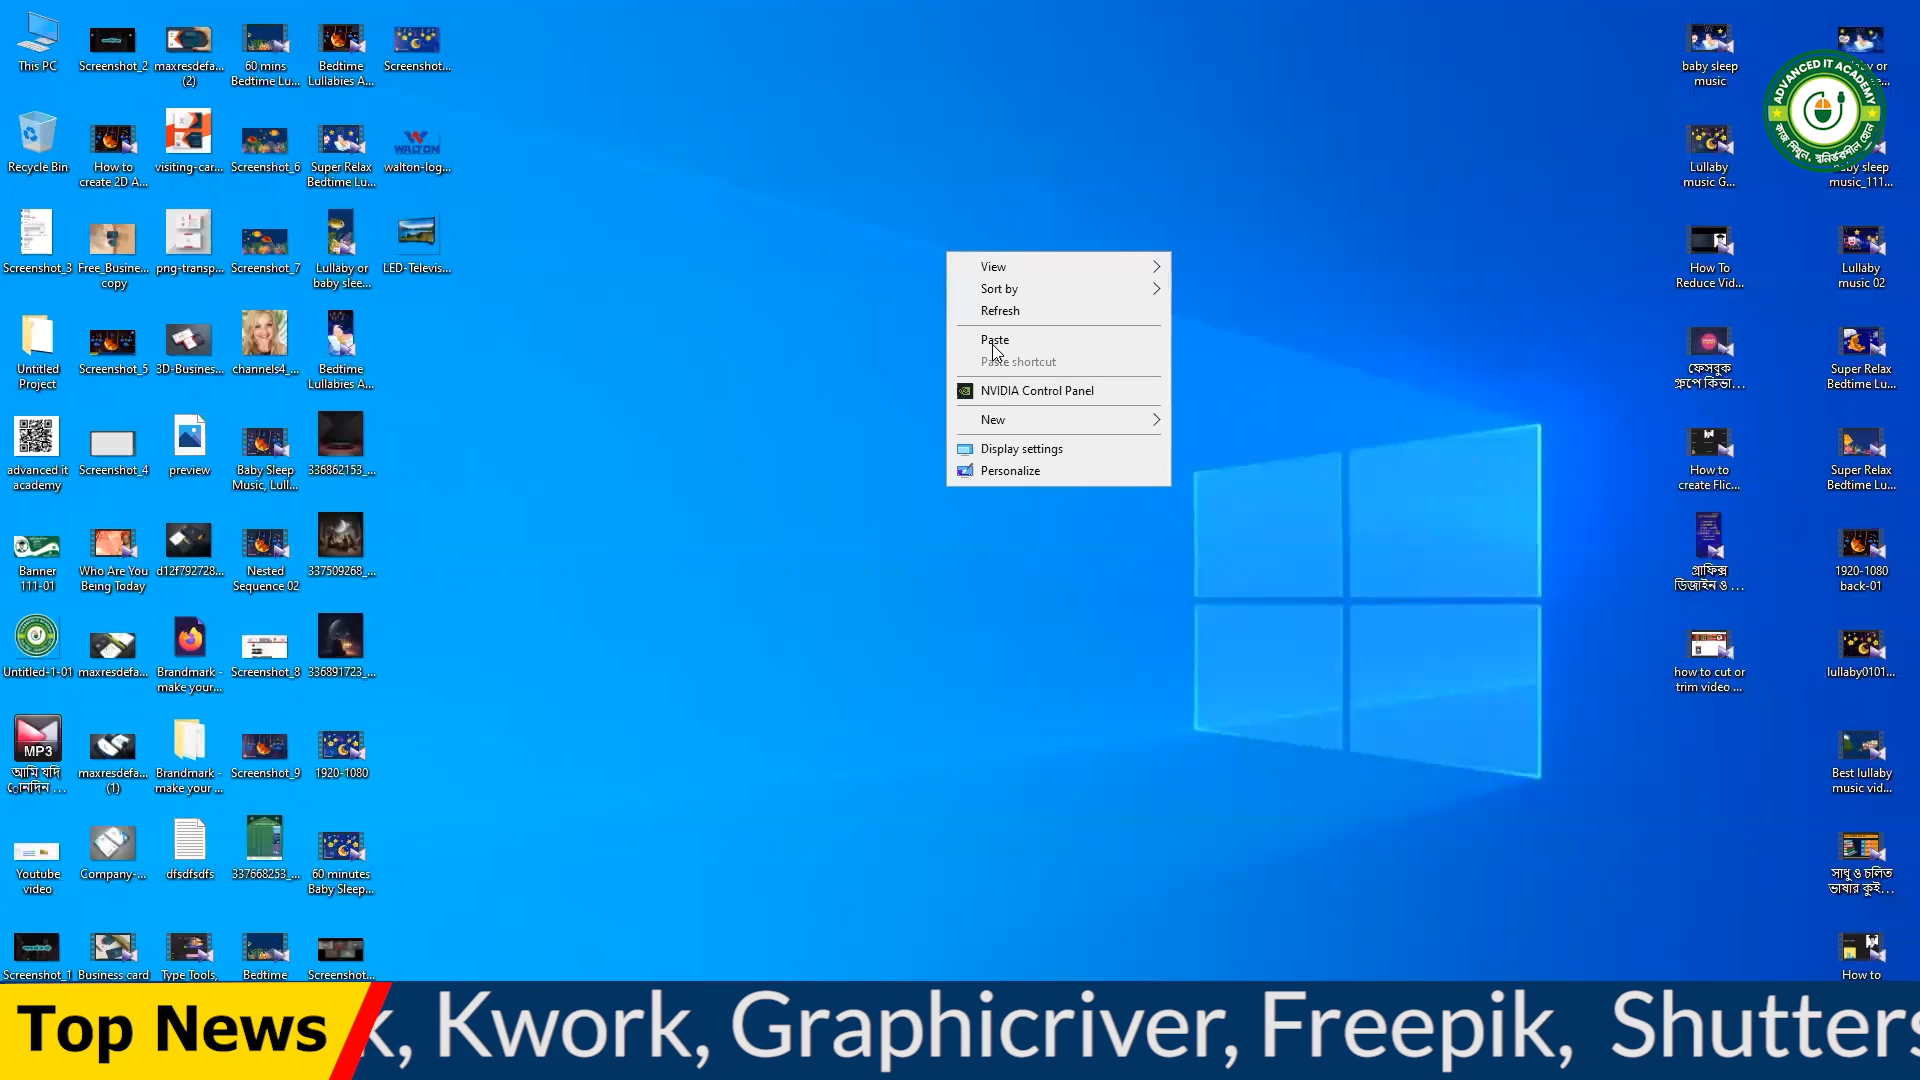 This PC
Screenshot_2
maxresdefa...
(2)
60 mins
Bedtime Lu...
Bedtime
Lullabies A...
Screenshot...
baby sleep
music
ADVANCED IT ACADEMY
কাজ শিখুন, স্বনির্ভরশীল হোন
Recycle Bin
How to
create 2D A...
visiting-car...
Screenshot_6
Super Relax
Bedtime Lu...
WALTON
walton-log...
Lullaby
music G...
baby sleep
music_111...
Screenshot_3
Free_Busine...
copy
png-transp...
Screenshot_7
Lullaby or
baby slee...
LED-Televis...
How To
Reduce Vid...
Lullaby
music 02
View
Sort by
Refresh
Paste
Paste shortcut
NVIDIA Control Panel
New
Display settings
Personalize
Untitled
Project
Screenshot_5
3D-Busines...
channels4_...
Bedtime
Lullabies A...
ফেসবুক
গ্রুপে কিভা...
Super Relax
Bedtime Lu...
advanced it
academy
Screenshot_4
preview
Baby Sleep
Music, Lull...
336862153_...
How to
create Flic...
Super Relax
Bedtime Lu...
Banner
111-01
Who Are You
Being Today
d12f792728...
Nested
Sequence 02
337509268_...
গ্রাফিক্স
ডিজাইন ও ...
1920-1080
back-01
Untitled-1-01
maxresdefa...
Brandmark -
make your...
Screenshot_8
336891723_...
how to cut or
trim video ...
lullaby0101...
MP3
আমি যদি
maxresdefa...
(1)
Brandmark -
make your ...
Screenshot_9
1920-1080
Best lullaby
music vid...
Youtube
video
Company-...
dfsdfsdfs
337668253_...
60 minutes
Baby Sleep...
সাধু ও চলিত
ভাষার কুই...
Screenshot_1
Business card
Type Tools,
Bedtime
Screenshot...
How to
Top News
k, Kwork, Graphicriver, Freepik, Shutters